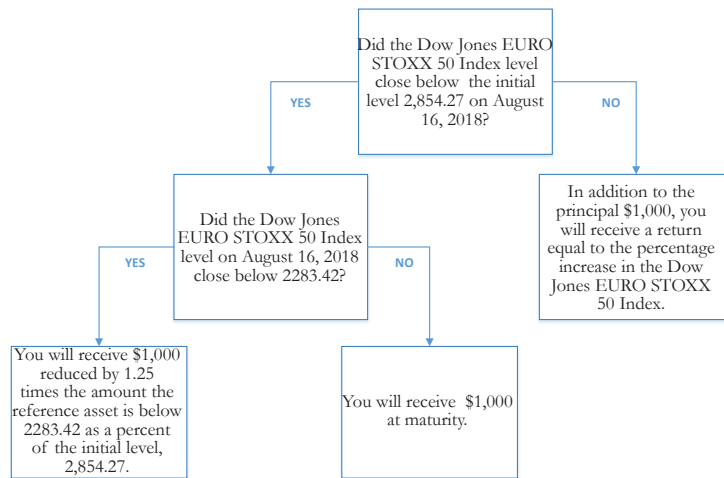 Did the Dow Jones EURO
STOXX 50 Index level
close below the initial
level 2,854.27 on August
16, 2018?
YES
NO
Did the Dow Jones
EURO STOXX 50 Index
level on August 16, 2018
close below 2283.42?
In addition to the
principal $1,000, you
will receive a return
equal to the percentage
increase in the Dow
Jones EURO STOXX
50 Index.
YES
NO
You will receive $1,000
reduced by 1.25
times the amount the
reference asset is below
2283.42 as a percent
of the initial level,
2,854.27.
You will receive $1,000
at maturity.